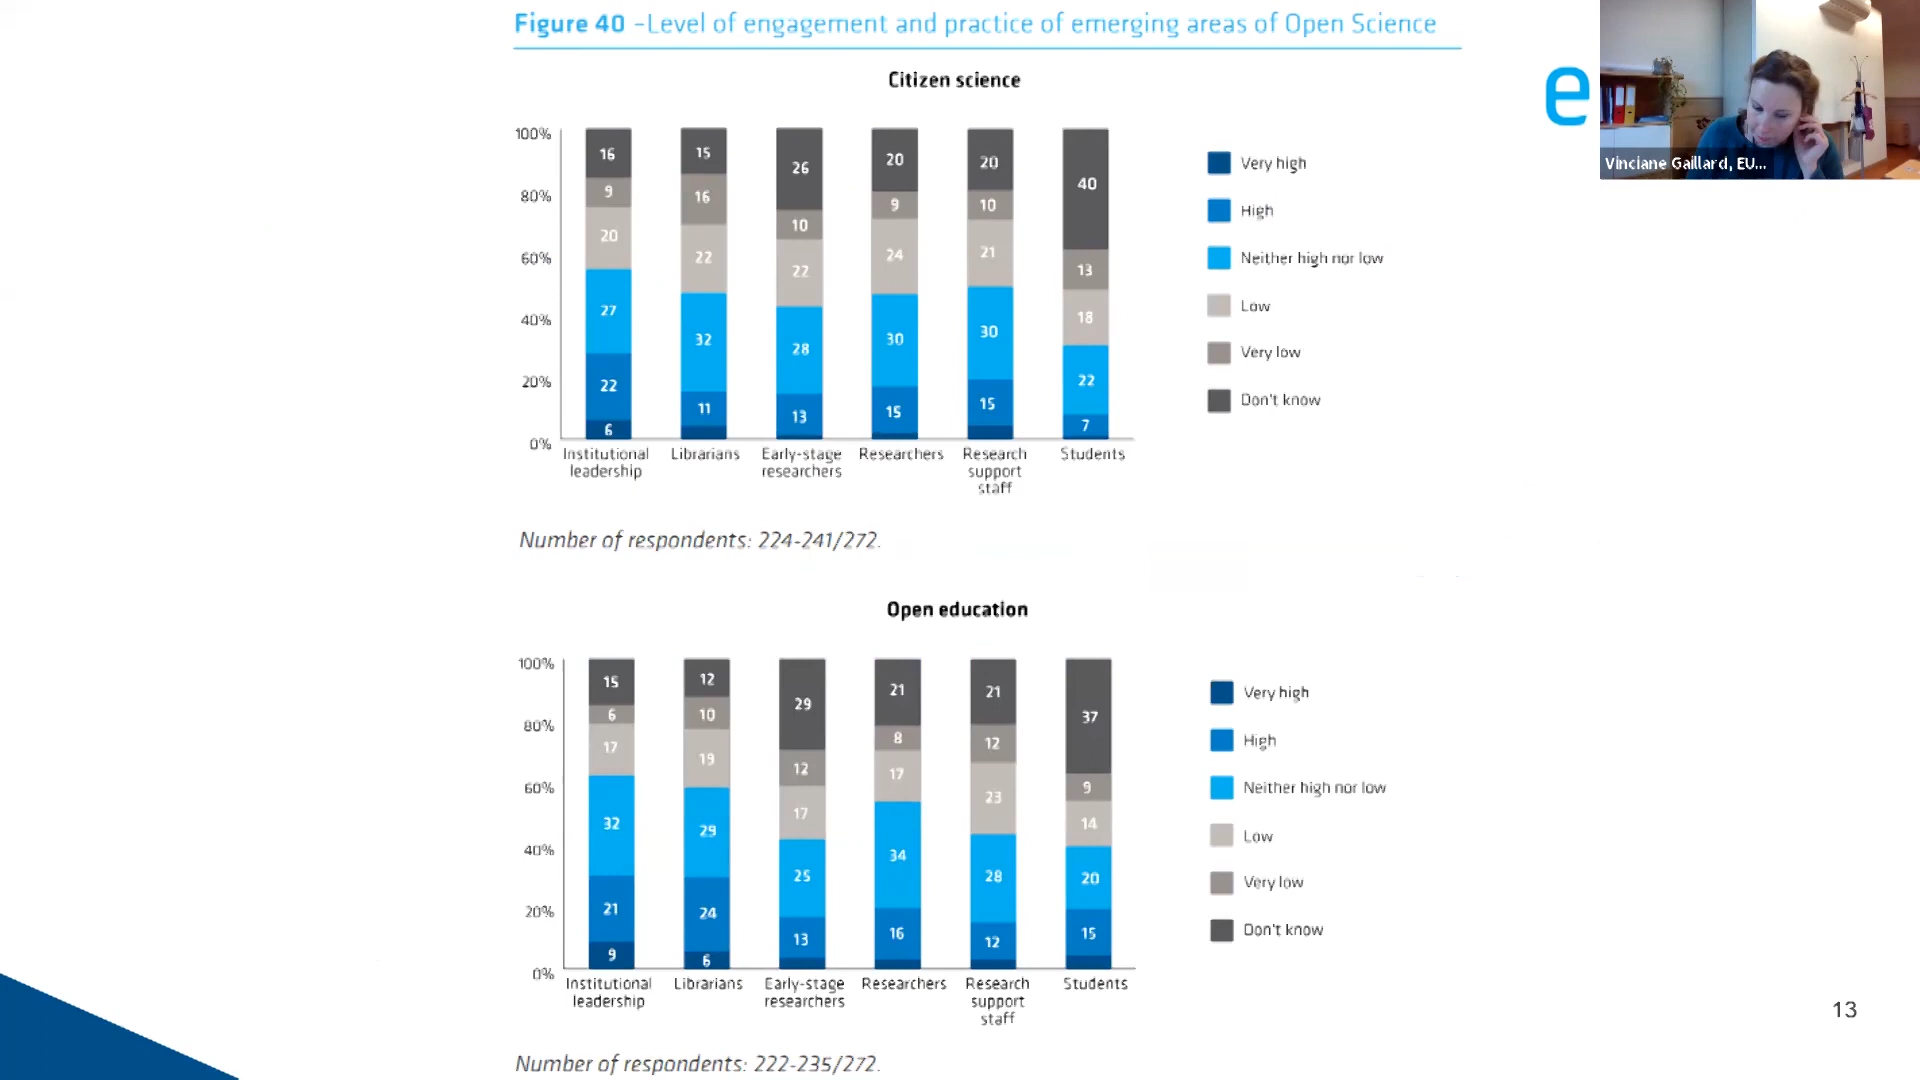 Figure 40 –Level of engagement and practice of emerging areas of Open Science
e
Vinciane Gaillard, EU...
Citizen science
100%
80%
60%
40%
20%
0%
16
9
20
27
22
6
15
16
22
32
11
26
10
22
28
13
20
9
24
30
15
20
10
21
30
15
40
13
18
22
7
Institutional
leadership
Librarians
Early-stage
researchers
Researchers
Research
support
staff
Students
Very high
High
Neither high nor low
Low
Very low
Don't know
Number of respondents: 224-241/272.
Open education
100%
80%
60%
40%
20%
0%
15
6
17
32
21
9
12
10
19
29
24
6
29
12
17
25
13
21
8
17
34
16
21
12
23
28
12
37
9
14
20
15
Institutional
leadership
Librarians
Early-stage
researchers
Researchers
Research
support
staff
Students
Very high
High
Neither high nor low
Low
Very low
Don't know
Number of respondents: 222-235/272.
13